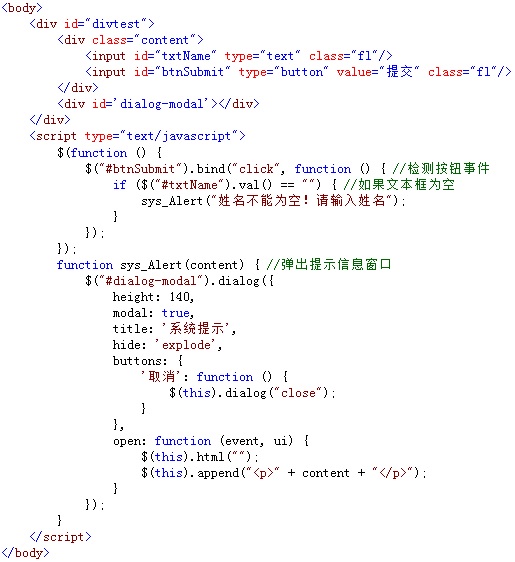 <body>
    <div id="divtest">
        <div class="content">
            <input id="txtName" type="text" class="fl"/>
            <input id="btnSubmit" type="button" value="提交" class="fl"/>
        </div>
        <div id='dialog-modal'></div>
    </div>
    <script type="text/javascript">
        $(function () {
            $("#btnSubmit").bind("click", function () { //检测按钮事件
                if ($("#txtName").val() == "") { //如果文本框为空
                    sys_Alert("姓名不能为空！请输入姓名");
                }
            });
        });
        function sys_Alert(content) { //弹出提示信息窗口
            $("#dialog-modal").dialog({
                height: 140,
                modal: true,
                title: '系统提示',
                hide: 'explode',
                buttons: {
                    '取消': function () {
                        $(this).dialog("close");
                    }
                },
                open: function (event, ui) {
                    $(this).html("");
                    $(this).append("<p>" + content + "</p>");
                }
            });
        }
    </script>
</body>